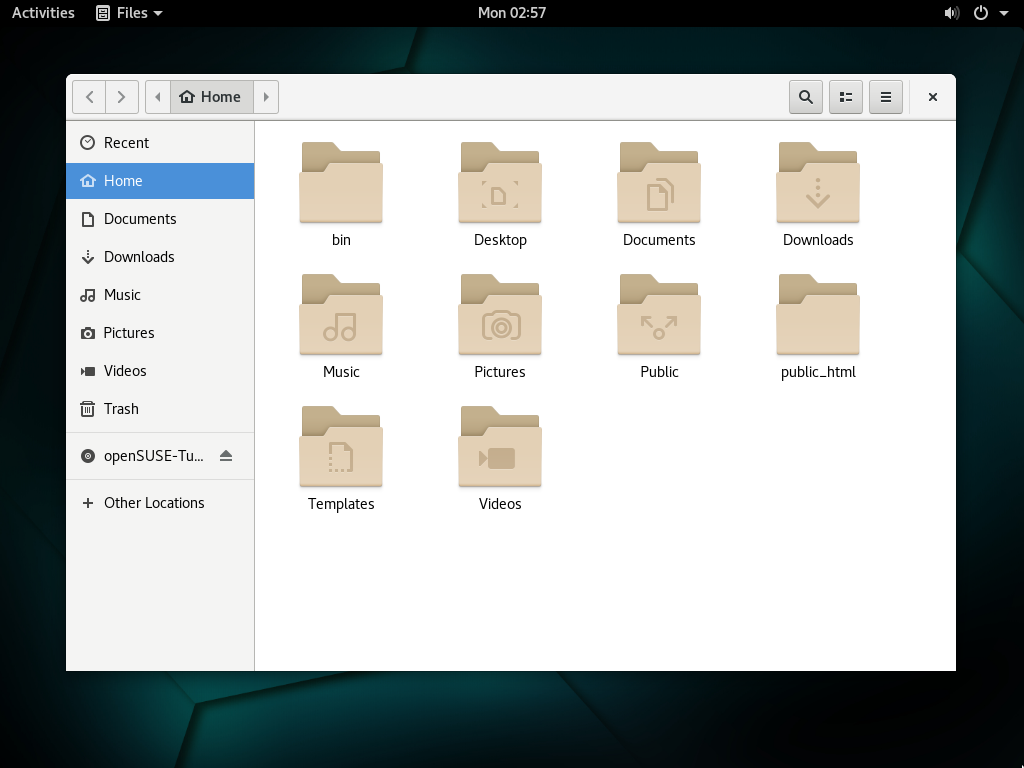 Activities Files Mon 02:57
Home
Recent
Home
Documents
Downloads
Music
Pictures
Videos
Trash
openSUSE-Tu...
Other Locations
bin Desktop Documents Downloads
Music Pictures Public public_html
Templates Videos